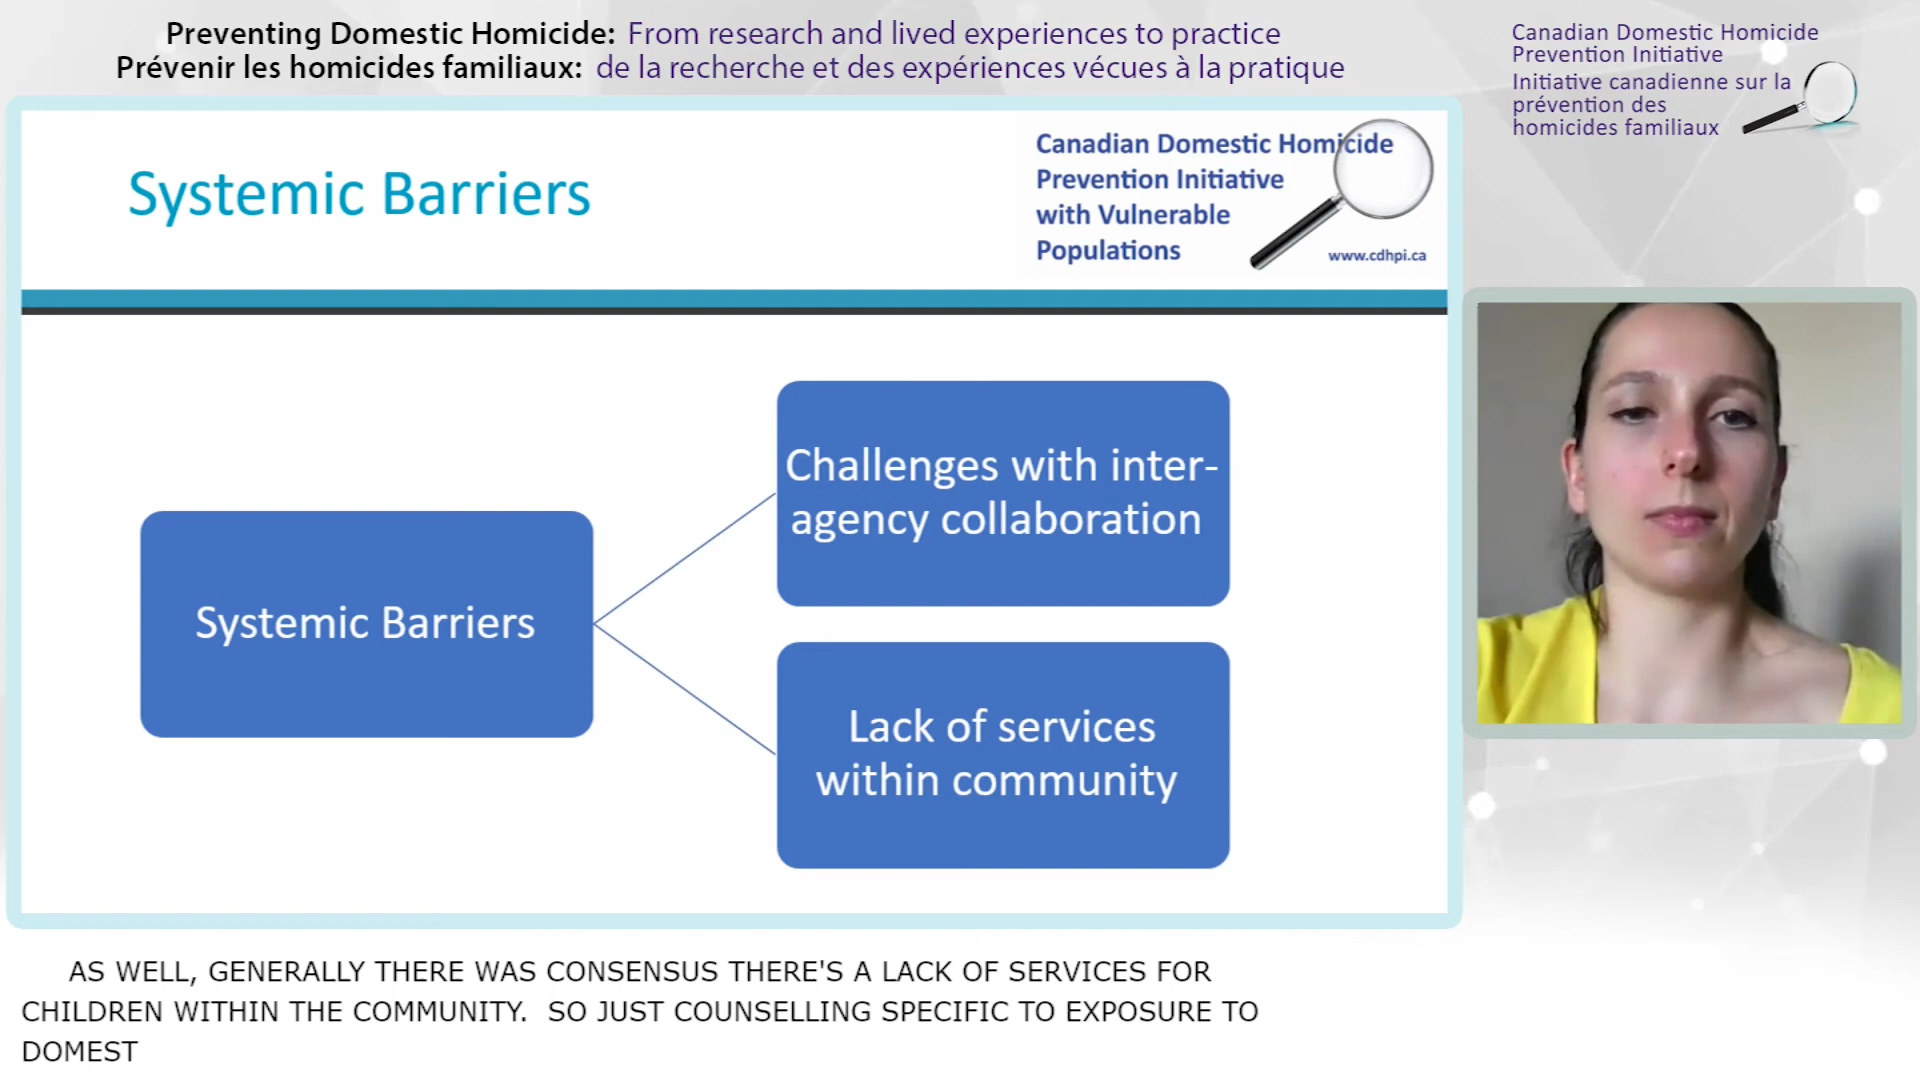 Preventing Domestic Homicide: From research and lived experiences to practice
Prévenir les homicides familiaux: de la recherche et des expériences vécues à la pratique
Canadian Domestic Homicide
Prevention Initiative
Initiative canadienne sur la
prévention des
homicides familiaux
Systemic Barriers
Canadian Domestic Homicide
Prevention Initiative
with Vulnerable
Populations
www.cdhpi.ca
Systemic Barriers
Challenges with inter-
agency collaboration
Lack of services
within community
AS WELL, GENERALLY THERE WAS CONSENSUS THERE'S A LACK OF SERVICES FOR
CHILDREN WITHIN THE COMMUNITY.  SO JUST COUNSELLING SPECIFIC TO EXPOSURE TO
DOMEST